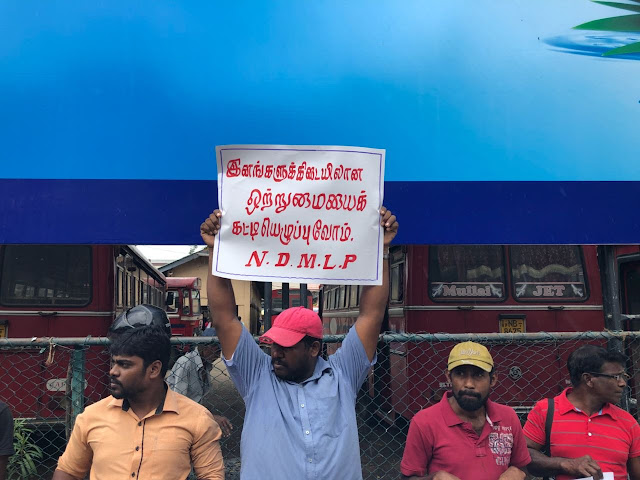 இனங்களுக்கிடையிலான
ஒற்றுமையைக்
கட்டியெழுப்புவோம்.
N.D.M.L.P
Mullai
JET